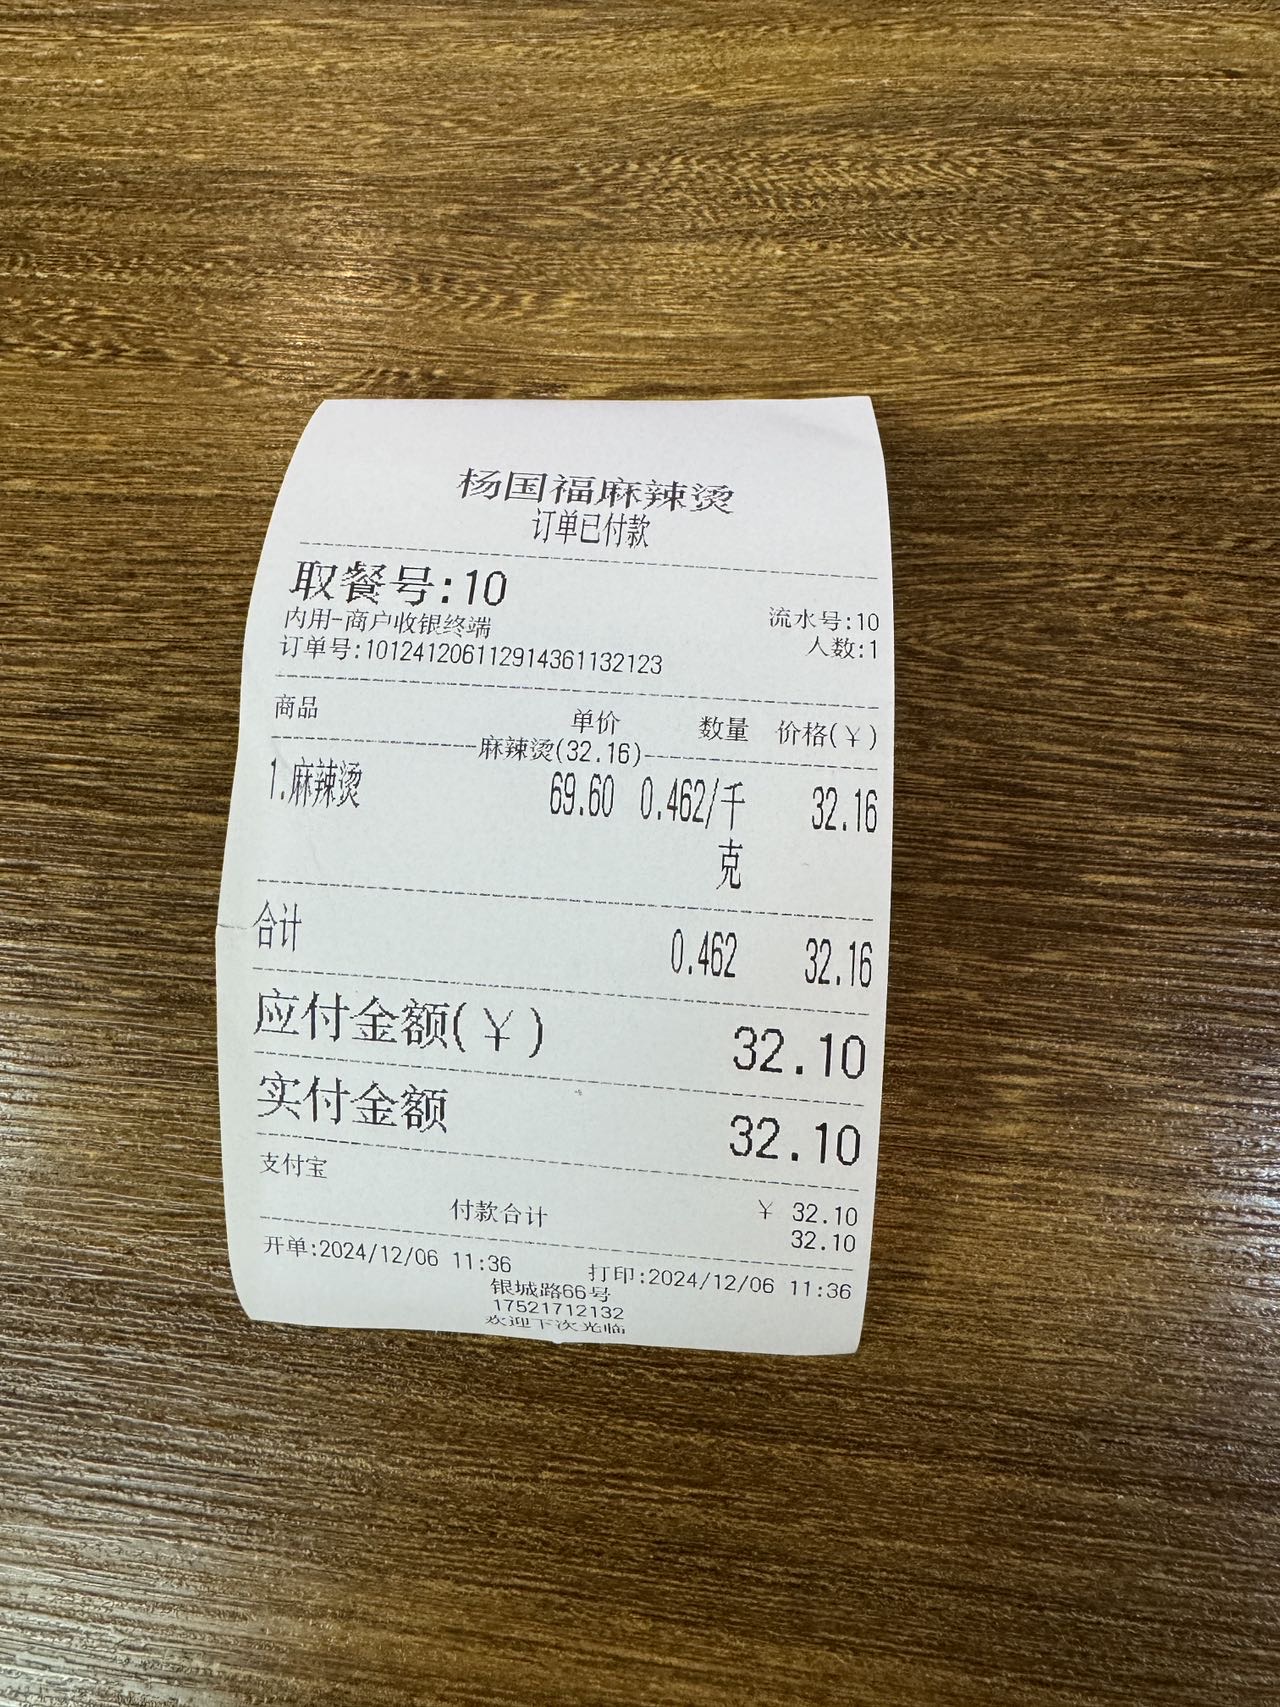 杨国福麻辣烫
订单已付款
取餐号:10
内用-商户收银终端 流水号:10
订单号:10124120611291436113​2123 人数:1
商品 单价 数量 价格(￥)
麻辣烫(32.16)
1.麻辣烫 69.60 0.462/千克 32.16
合计 0.462 32.16
应付金额(￥) 32.10
实付金额 32.10
支付宝 ￥ 32.10
付款合计 32.10
开单:2024/12/06 11:36 打印:2024/12/06 11:36
银城路66号
17521712132
欢迎下次光临